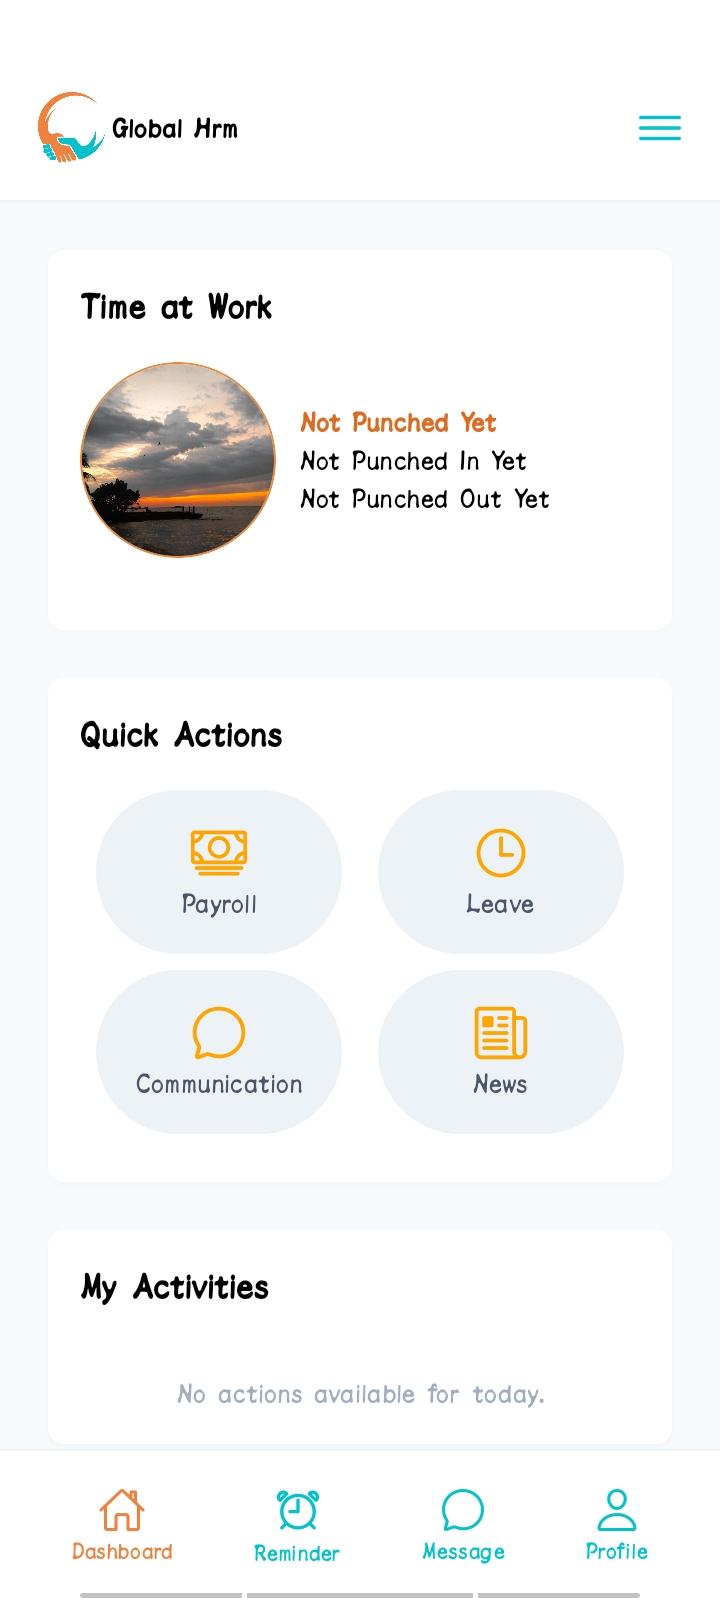 Global Hrm
Time at Work
Not Punched Yet
Not Punched In Yet
Not Punched Out Yet
Quick Actions
Payroll
Leave
Communication
News
My Activities
No actions available for today.
Dashboard
Reminder
Message
Profile